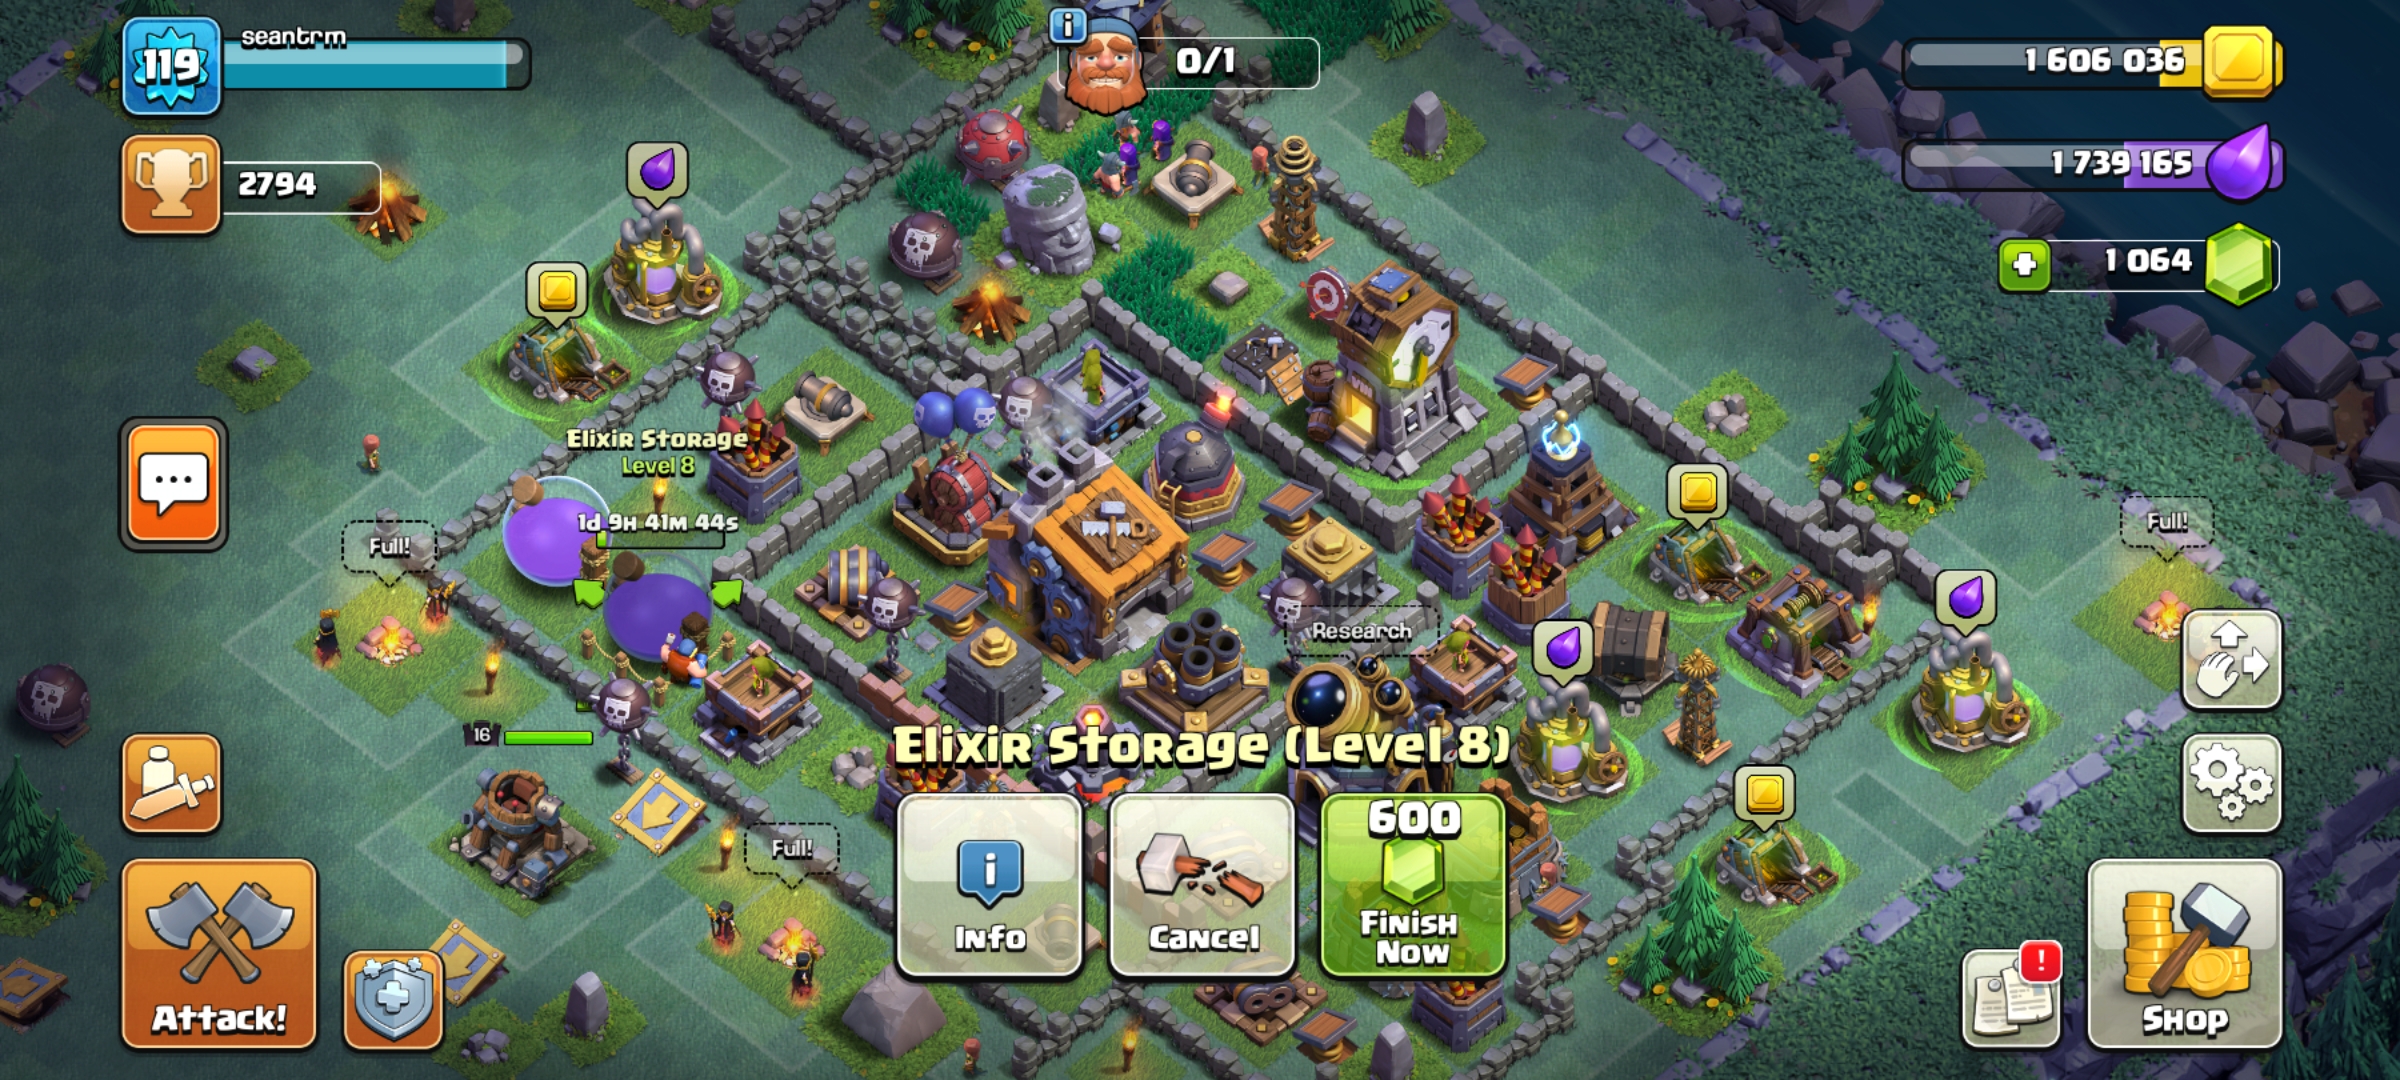 119
seantrm
0/1
1 606 036
2794
1 739 165
1 064
Elixir Storage
Level 8
1d 9H 41M 44s
Full!
Full!
Research
16
Elixir Storage (Level 8)
Full!
600
Info
Cancel
Finish
Now
Attack!
!
Shop